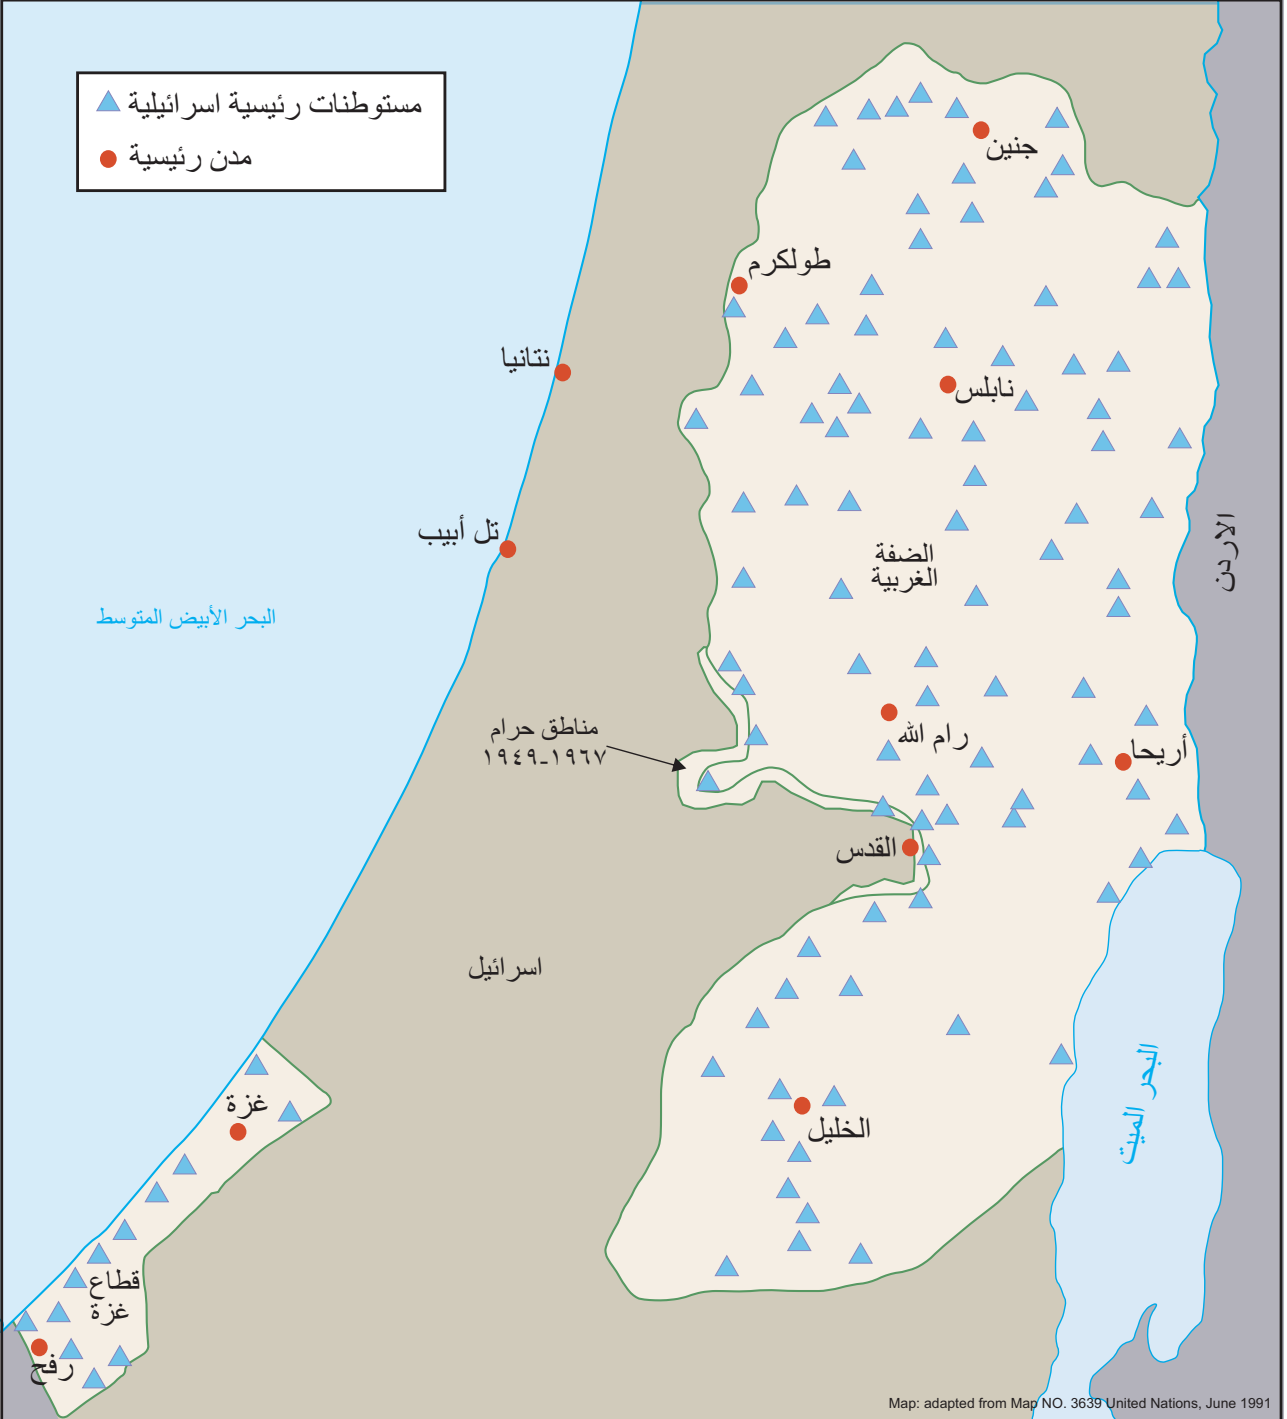 مستوطنات رئيسية اسرائيلية
مدن رئيسية
جنين
طولكرم
نتانيا
نابلس
تل أبيب
الضفة
الغربية
الاردن
البحر الأبيض المتوسط
مناطق حرام
١٩٤٩-١٩٦٧
رام الله
أريحا
القدس
اسرائيل
البحر الميت
غزة
الخليل
قطاع
غزة
رفح
Map: adapted from Map NO. 3639 United Nations, June 1991